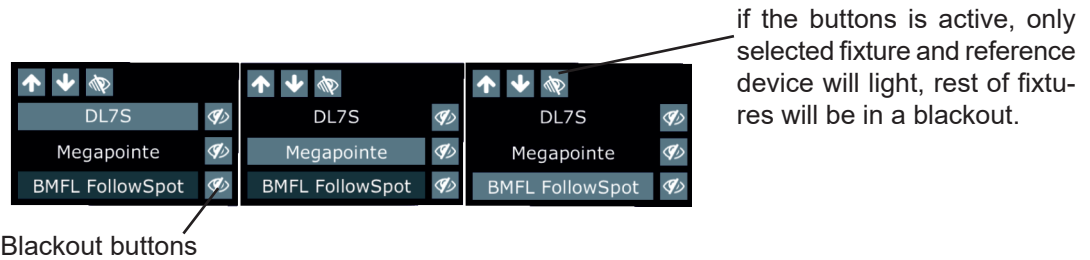 if the buttons is active, only
selected fixture and reference
device will light, rest of fixtu-
res will be in a blackout.
DL7S
Megapointe
BMFL FollowSpot
DL7S
Megapointe
BMFL FollowSpot
DL7S
Megapointe
BMFL FollowSpot
Blackout buttons